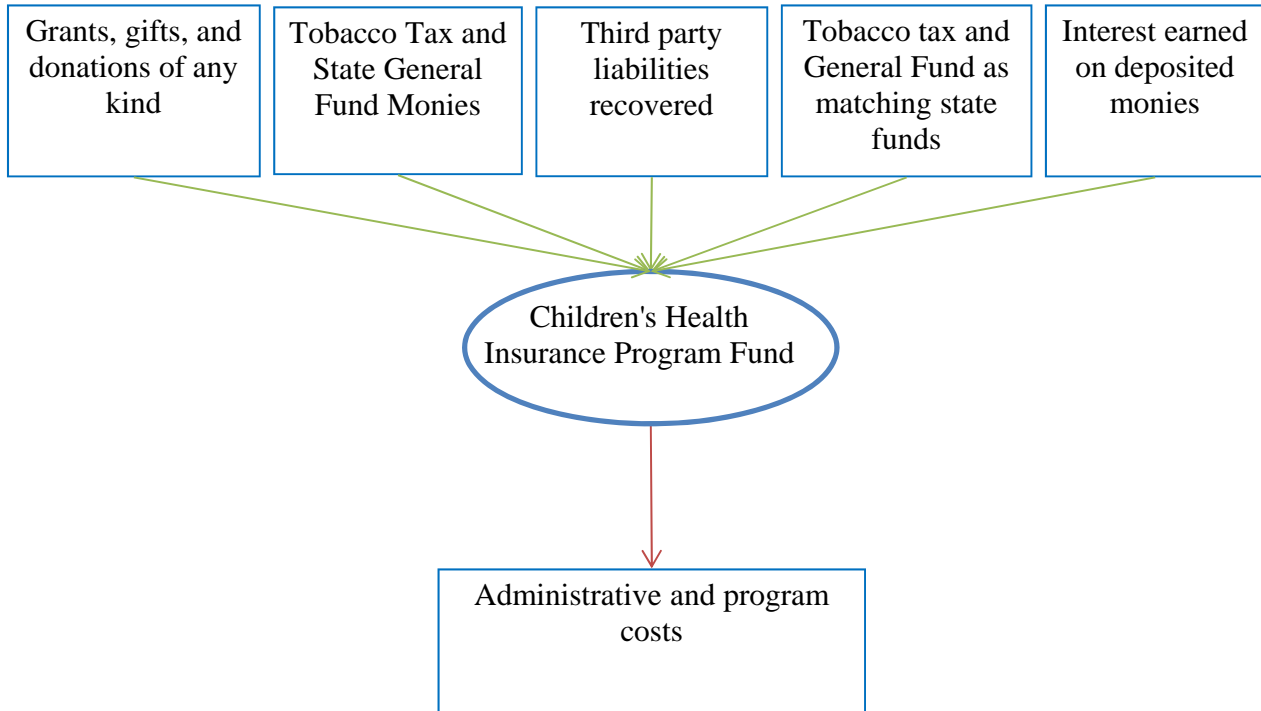 Grants, gifts, and
donations of any
kind
Tobacco Tax and
State General
Fund Monies
Third party
liabilities
recovered
Tobacco tax and
General Fund as
matching state
funds
Interest earned
on deposited
monies
Children's Health
Insurance Program Fund
Administrative and program
costs